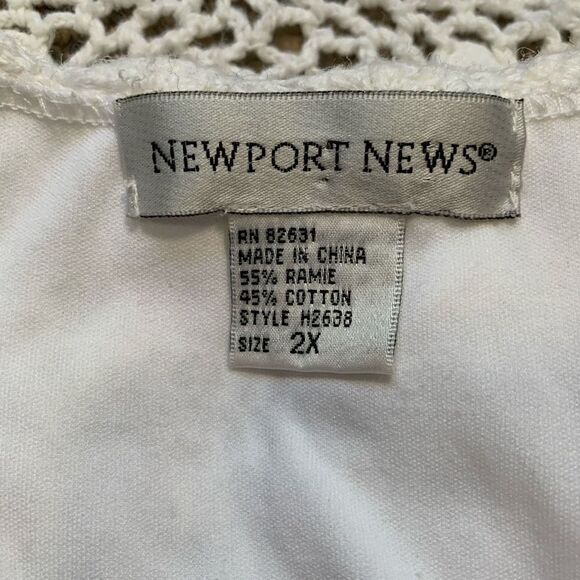 NEWPORT NEWS®
RN 82631
MADE IN CHINA
55% RAMIE
45% COTTON
STYLE H2638
SIZE 2X